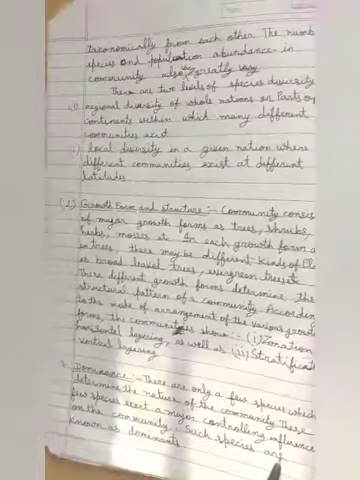 taxonomically from each other The numb
species and population abundance in
community also vary greatly vary
There are two levels of species diversity
(i) regional diversity of whole nations or Parts of
continents within which many different
communities exist
local diversity in a given nation where
different communities exist at different
latitudes
(2) Growth Form and structure :- Community consis
of major growth forms as trees, shrubs,
herbs, mosses etc In each growth form a
in trees, there may be different kinds of Pl
as broad leaved trees, evergreen trees etc
These different growth forms determine the
structural pattern of a community. According
to the mode of arrangement of the various growth
forms, the communities show :- (i) Zonation
horizontal layering, as well as (ii) Stratificat
vertical layering
3. Dominance :- There are only a few species which
determine the nature of the community. These
few species exert a major controlling influence
on the community. Such species are
known as dominants